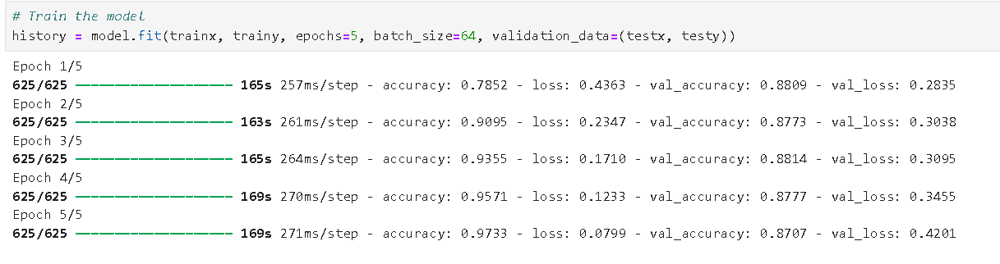 # Train the model
history = model.fit(trainx, trainy, epochs=5, batch_size=64, validation_data=(testx, testy))
Epoch 1/5
625/625 ━━━━━━━━━━━━━━━━━━━━ 165s 257ms/step - accuracy: 0.7852 - loss: 0.4363 - val_accuracy: 0.8809 - val_loss: 0.2835
Epoch 2/5
625/625 ━━━━━━━━━━━━━━━━━━━━ 163s 261ms/step - accuracy: 0.9095 - loss: 0.2347 - val_accuracy: 0.8773 - val_loss: 0.3038
Epoch 3/5
625/625 ━━━━━━━━━━━━━━━━━━━━ 165s 264ms/step - accuracy: 0.9355 - loss: 0.1710 - val_accuracy: 0.8814 - val_loss: 0.3095
Epoch 4/5
625/625 ━━━━━━━━━━━━━━━━━━━━ 169s 270ms/step - accuracy: 0.9571 - loss: 0.1233 - val_accuracy: 0.8777 - val_loss: 0.3455
Epoch 5/5
625/625 ━━━━━━━━━━━━━━━━━━━━ 169s 271ms/step - accuracy: 0.9733 - loss: 0.0799 - val_accuracy: 0.8707 - val_loss: 0.4201